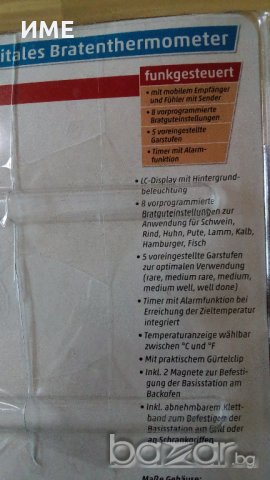 ИМЕ
itales Bratenthermometer
funkgesteuert
• mit mobilem Empfänger
und Fühler mit Sender
• 8 vorprogrammierte
Bratguteinstellungen
• 5 voreingestellte
Garstufen
• Timer mit Alarm-
funktion
• LC-Display mit Hintergrund-
beleuchtung
• 8 vorprogrammierte
Bratguteinstellungen zur
Anwendung für Schwein,
Rind, Huhn, Pute, Lamm, Kalb,
Hamburger, Fisch
• 5 voreingestellte Garstufen
zur optimalen Verwendung
(rare, medium rare, medium,
medium well, well done)
• Timer mit Alarmfunktion bei
Erreichung der Zieltemperatur
integriert
• Temperaturanzeige wählbar
zwischen °C und °F
• Mit praktischem Gürtelclip
• Inkl. 2 Magnete zur Befesti-
gung der Basisstation am
Backofen
• Inkl. abnehmbarem Klett-
band zum Befestigen der
Basisstation am oder
an Schrankgriffen
Maße Gehäuse:
bazar.bg